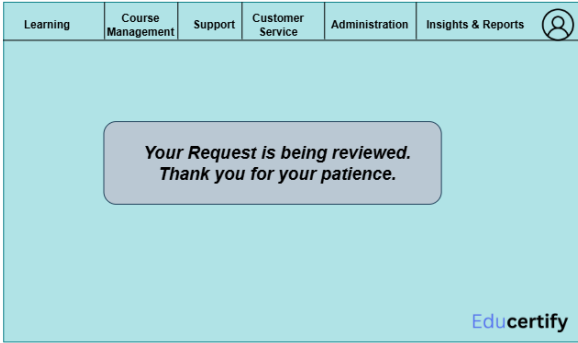 Learning
Course
Management
Support
Customer
Service
Administration
Insights & Reports
Your Request is being reviewed.
Thank you for your patience.
Educertify